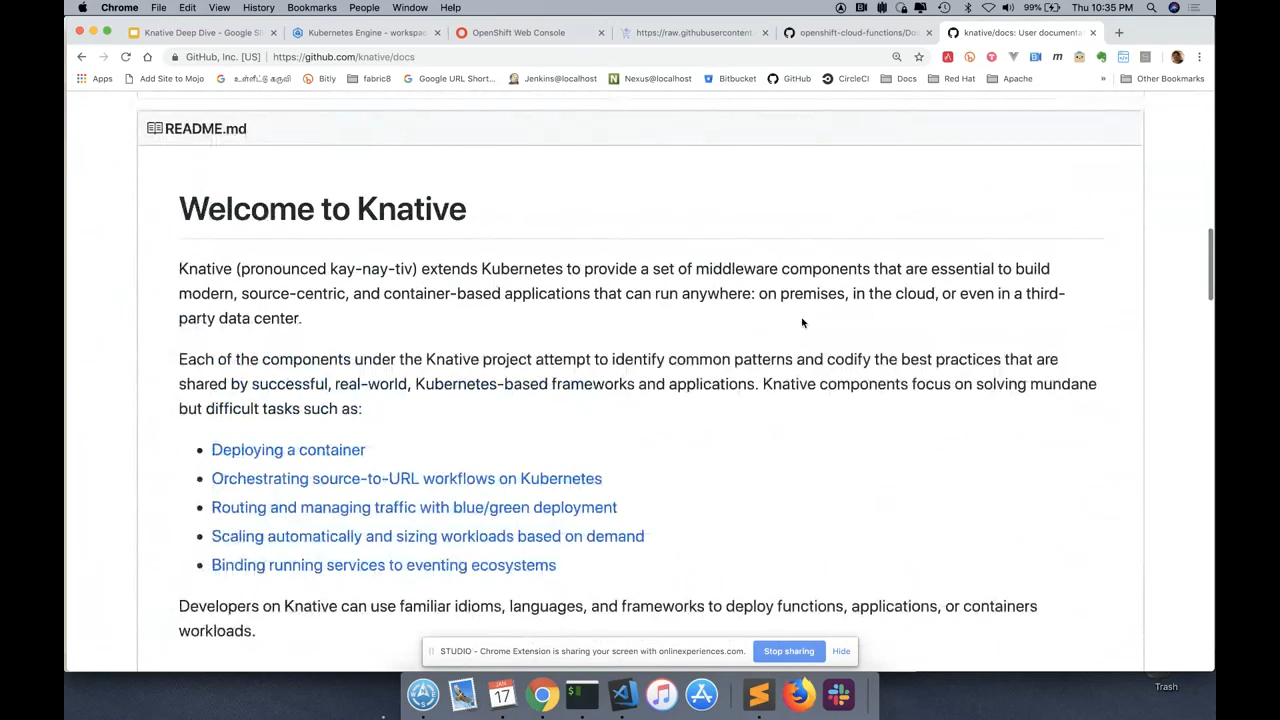 Chrome File Edit View History Bookmarks People Window Help 99% Thu 10:35 PM
Knative Deep Dive - Google Sli Kubernetes Engine - workspac OpenShift Web Console https://raw.githubusercontent. openshift-cloud-functions/Do knative/docs: User documenta
GitHub, Inc. [US] https://github.com/knative/docs
Apps Add Site to Mojo உள்ளீட்டு கருவி Bitly fabric8 Google URL Short... Jenkins@localhost Nexus@localhost Bitbucket GitHub CircleCI Docs Red Hat Apache » Other Bookmarks
README.md
Welcome to Knative
Knative (pronounced kay-nay-tiv) extends Kubernetes to provide a set of middleware components that are essential to build
modern, source-centric, and container-based applications that can run anywhere: on premises, in the cloud, or even in a third-
party data center.
Each of the components under the Knative project attempt to identify common patterns and codify the best practices that are
shared by successful, real-world, Kubernetes-based frameworks and applications. Knative components focus on solving mundane
but difficult tasks such as:
• Deploying a container
• Orchestrating source-to-URL workflows on Kubernetes
• Routing and managing traffic with blue/green deployment
• Scaling automatically and sizing workloads based on demand
• Binding running services to eventing ecosystems
Developers on Knative can use familiar idioms, languages, and frameworks to deploy functions, applications, or containers
workloads.
STUDIO - Chrome Extension is sharing your screen with onlinexperiences.com. Stop sharing Hide
JAN
17
Trash